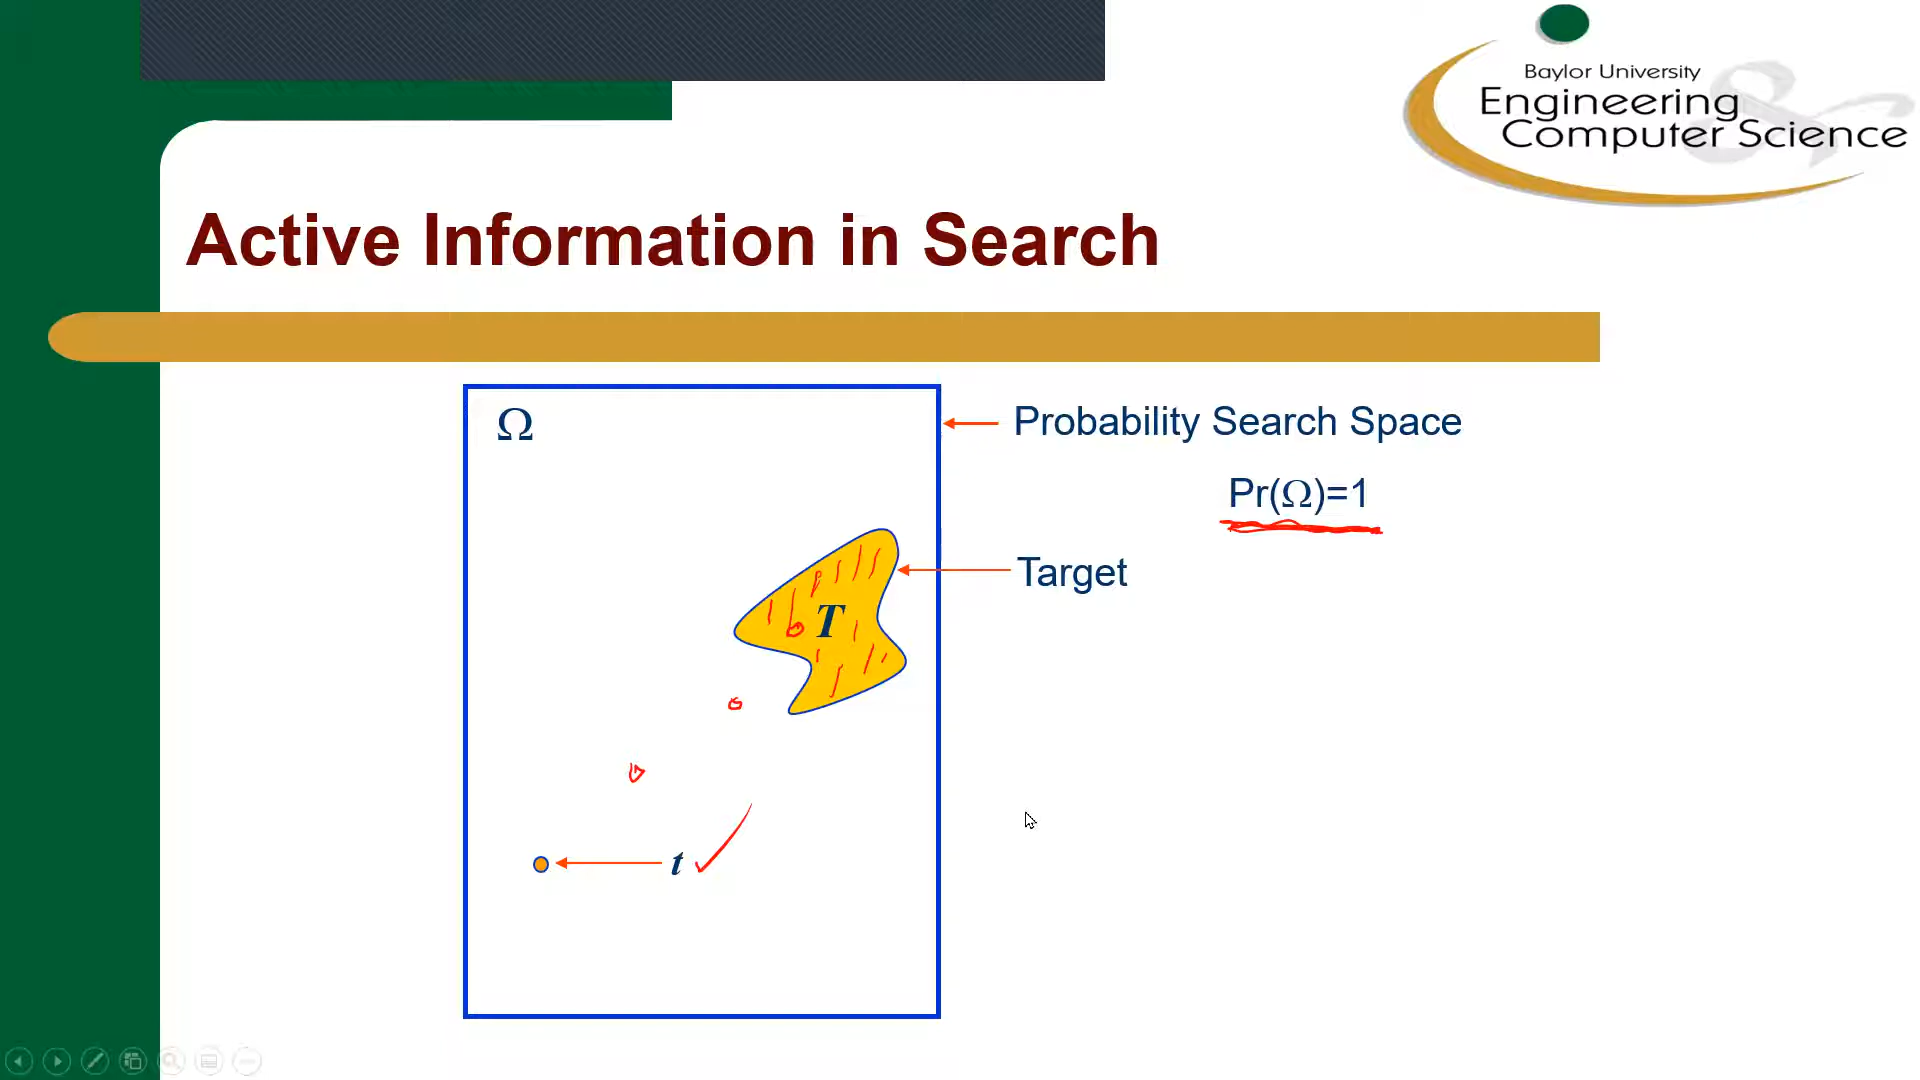 Baylor University
Engineering
Computer Science
Active Information in Search
Ω
Probability Search Space
Pr(Ω)=1
Target
T
t